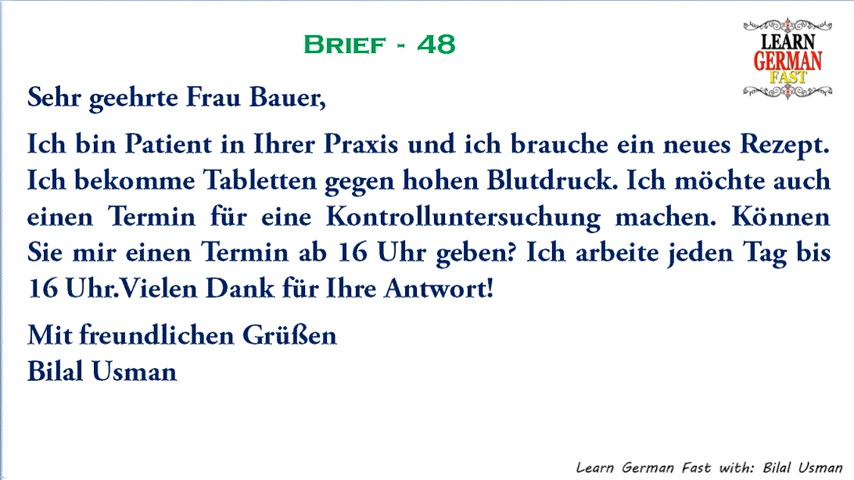 BRIEF - 48
LEARN
GERMAN
FAST
Sehr geehrte Frau Bauer,
Ich bin Patient in Ihrer Praxis und ich brauche ein neues Rezept.
Ich bekomme Tabletten gegen hohen Blutdruck. Ich möchte auch
einen Termin für eine Kontrolluntersuchung machen. Können
Sie mir einen Termin ab 16 Uhr geben? Ich arbeite jeden Tag bis
16 Uhr.Vielen Dank für Ihre Antwort!
Mit freundlichen Grüßen
Bilal Usman
Learn German Fast with: Bilal Usman